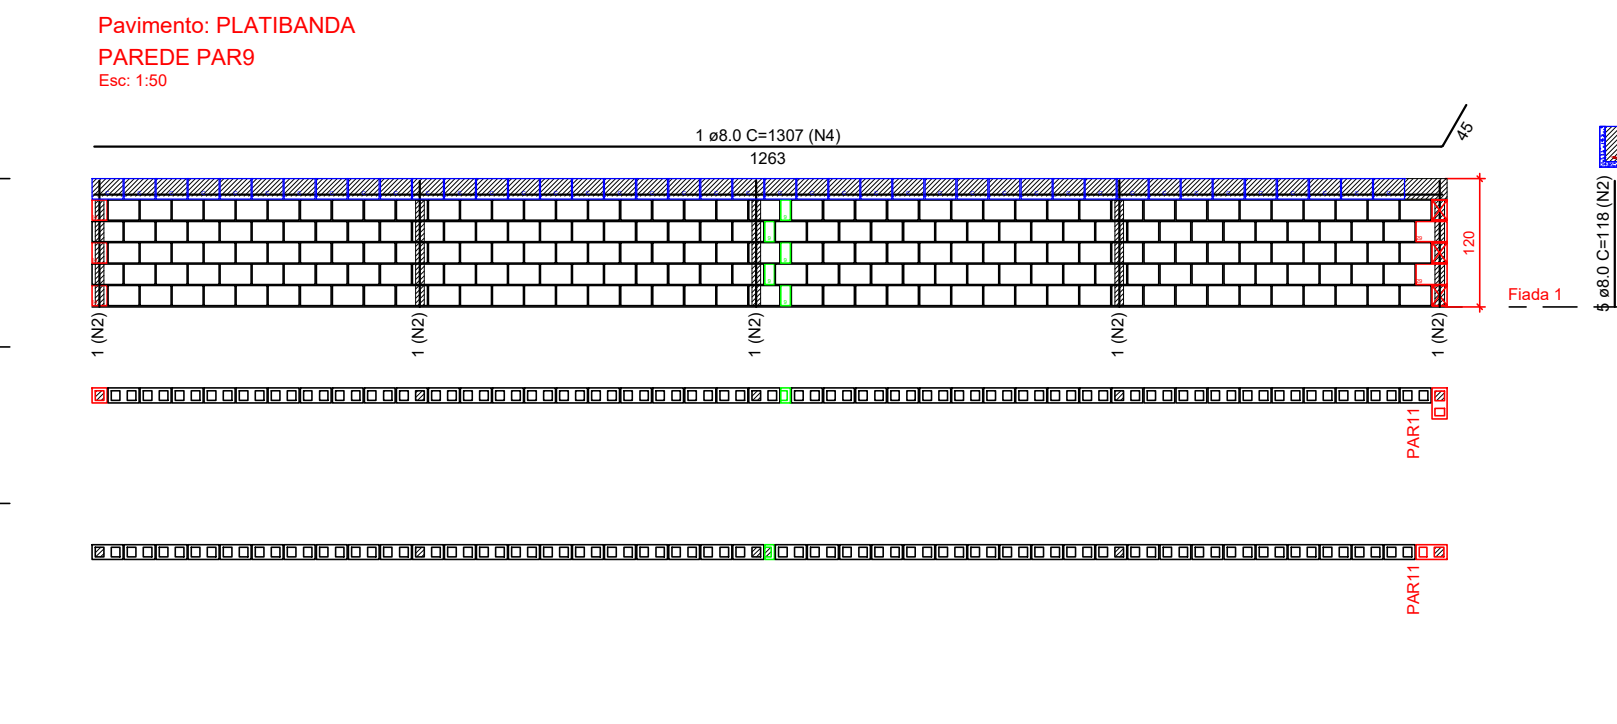 Pavimento: PLATIBANDA
PAREDE PAR9
Esc: 1:50
1 ø8.0 C=1307 (N4)
1263
45
120
Fiada 1
5 ø8.0 C=118 (N2)
1 (N2)
1 (N2)
1 (N2)
1 (N2)
1 (N2)
PAR11
PAR11